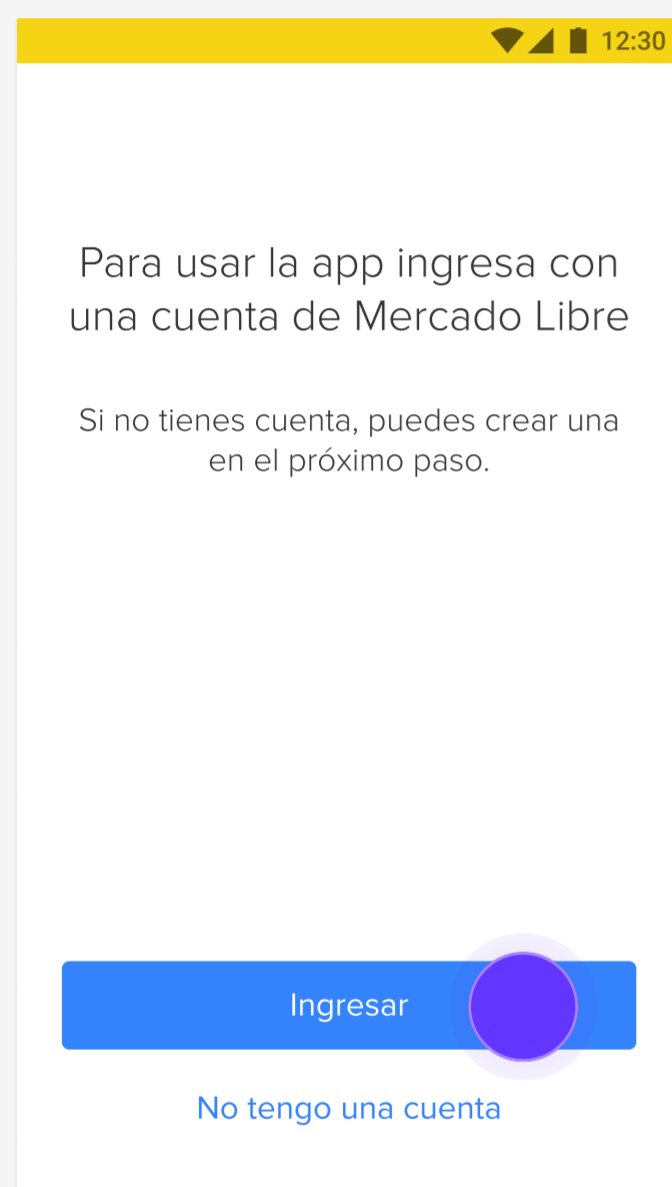 12:30
Para usar la app ingresa con
una cuenta de Mercado Libre
Si no tienes cuenta, puedes crear una
en el próximo paso.
Ingresar
No tengo una cuenta